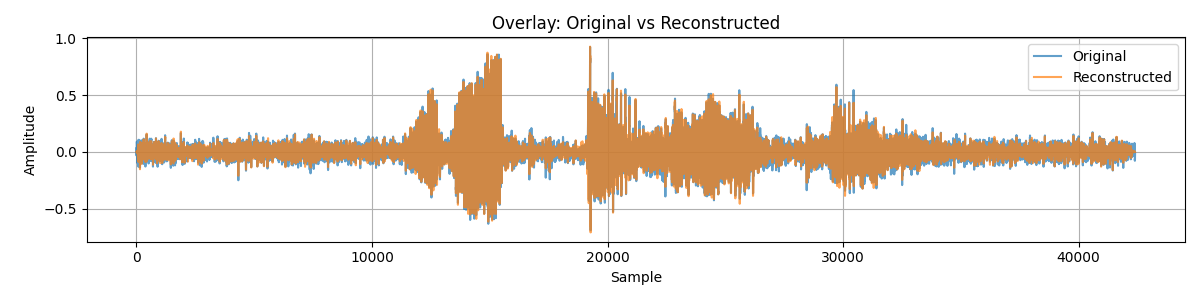 Overlay: Original vs Reconstructed
Original
Reconstructed
1.0
0.5
0.0
−0.5
Amplitude
0
10000
20000
30000
40000
Sample